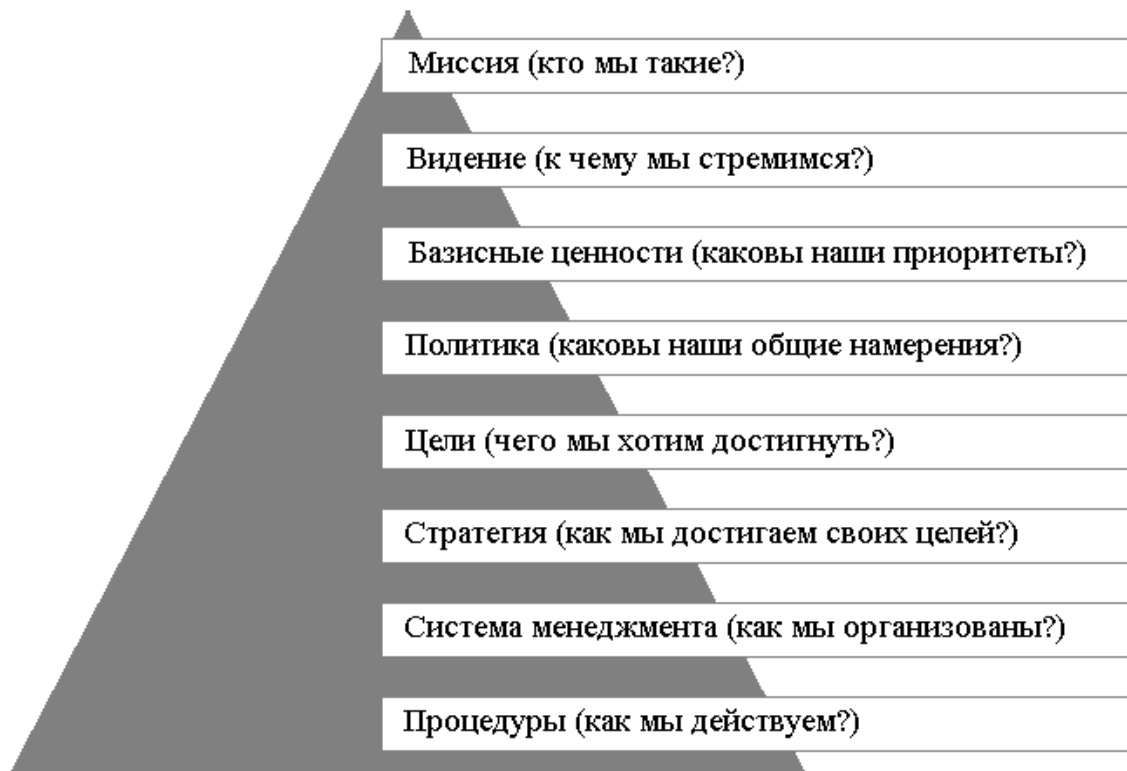 Миссия (кто мы такие?)
Видение (к чему мы стремимся?)
Базисные ценности (каковы наши приоритеты?)
Политика (каковы наши общие намерения?)
Цели (чего мы хотим достигнуть?)
Стратегия (как мы достигаем своих целей?)
Система менеджмента (как мы организованы?)
Процедуры (как мы действуем?)